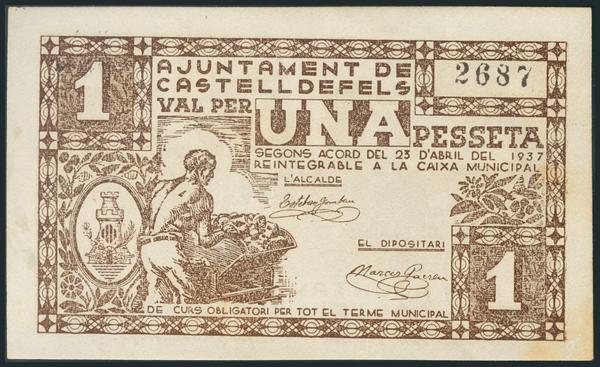 1
AJUNTAMENT DE
CASTELLDEFELS
2687
VAL PER UNA PESSETA
SEGONS ACORD DEL 23 D'ABRIL DEL 1937
REINTEGRABLE A LA CAIXA MUNICIPAL
L'ALCALDE
EL DIPOSITARI
1
DE CURS OBLIGATORI PER TOT EL TERME MUNICIPAL